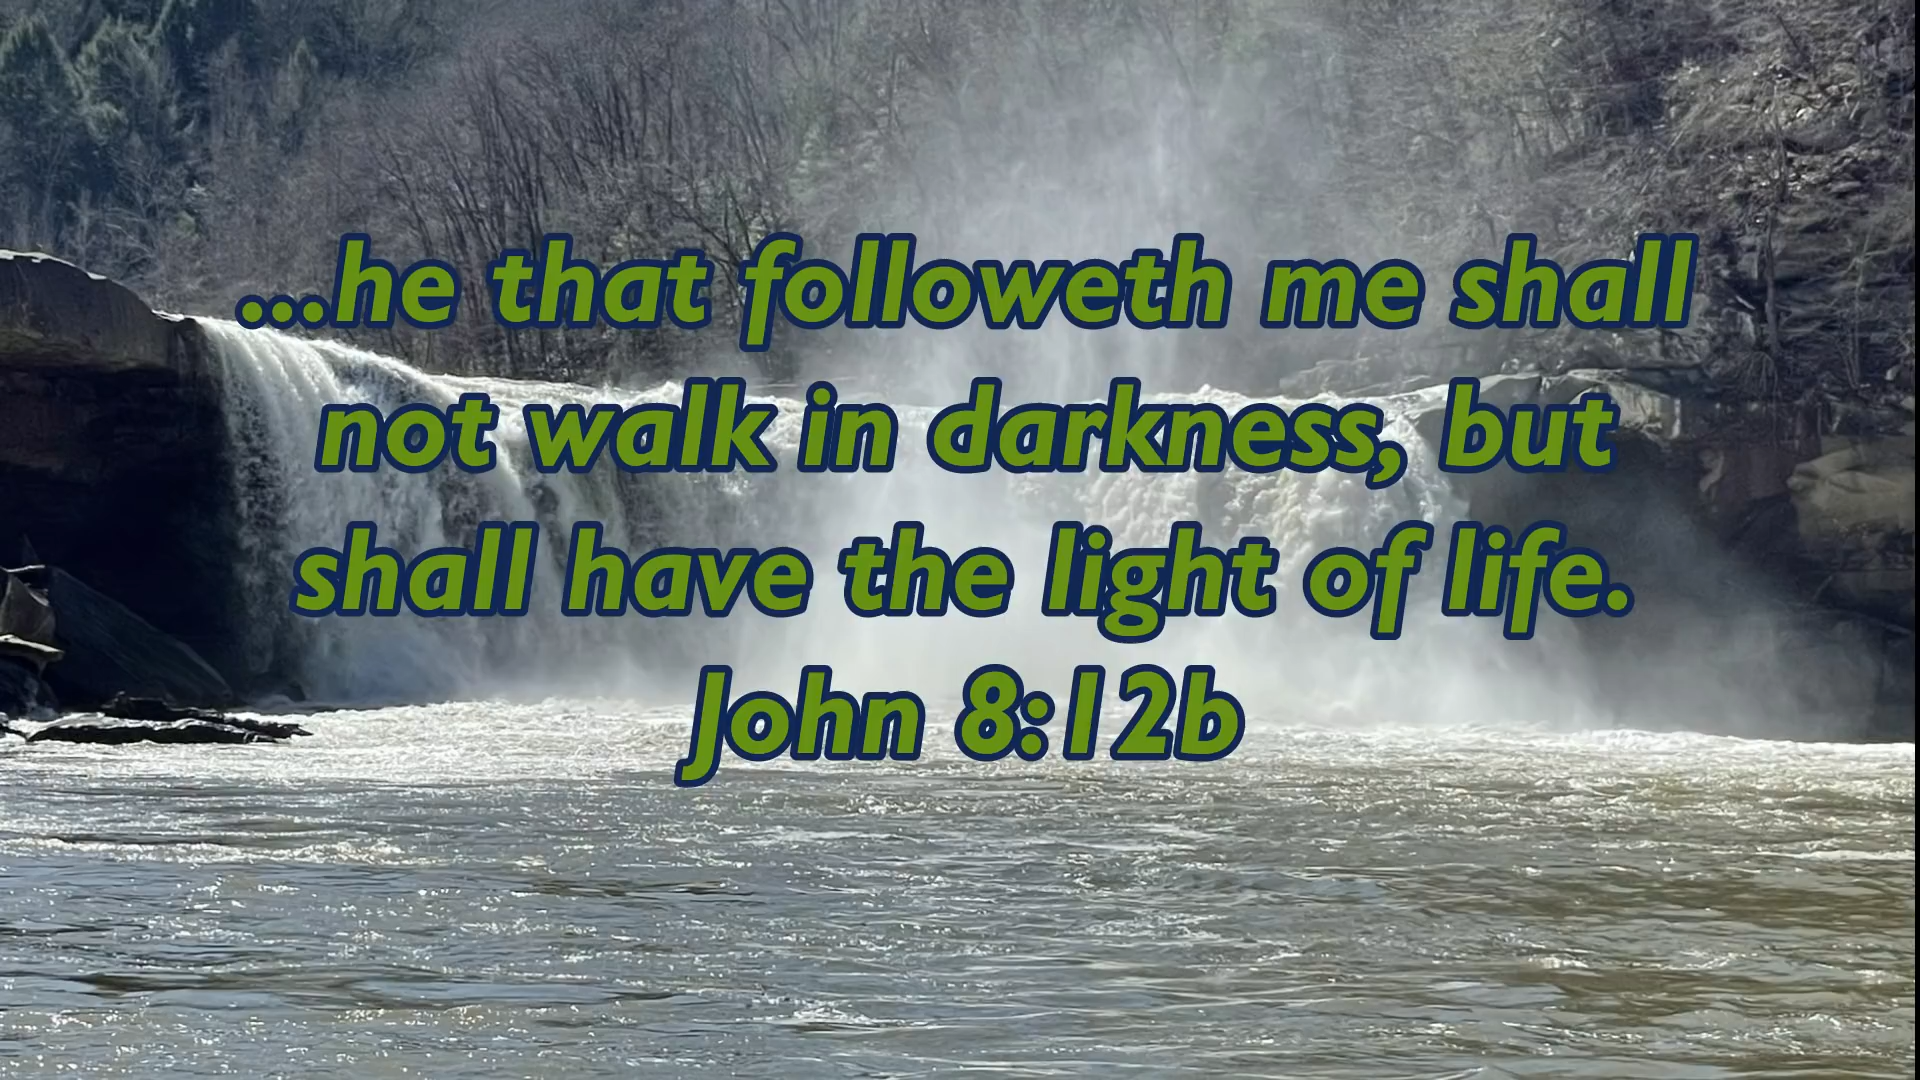 ...he that followeth me shall
not walk in darkness, but
shall have the light of life.
John 8:12b